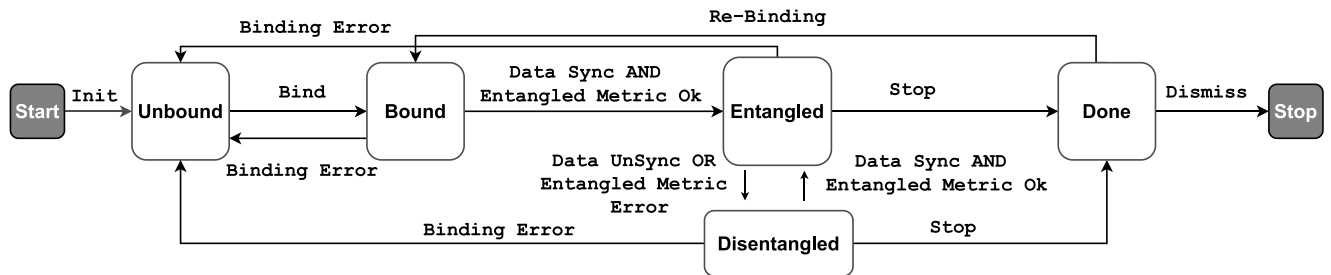 Re-Binding
Binding Error
Data Sync AND
Entangled Metric Ok
Start
Init
Unbound
Bind
Bound
Entangled
Stop
Done
Dismiss
Stop
Binding Error
Data UnSync OR
Entangled Metric
Error
Data Sync AND
Entangled Metric Ok
Binding Error
Disentangled
Stop